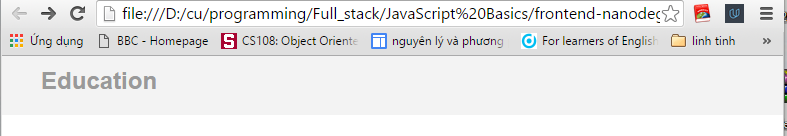 file:///D:/cu/programming/Full_stack/JavaScript%20Basics/frontend-nanodeg
Ứng dụng BBC - Homepage CS108: Object Oriente nguyên lý và phương For learners of English linh tinh »
Education